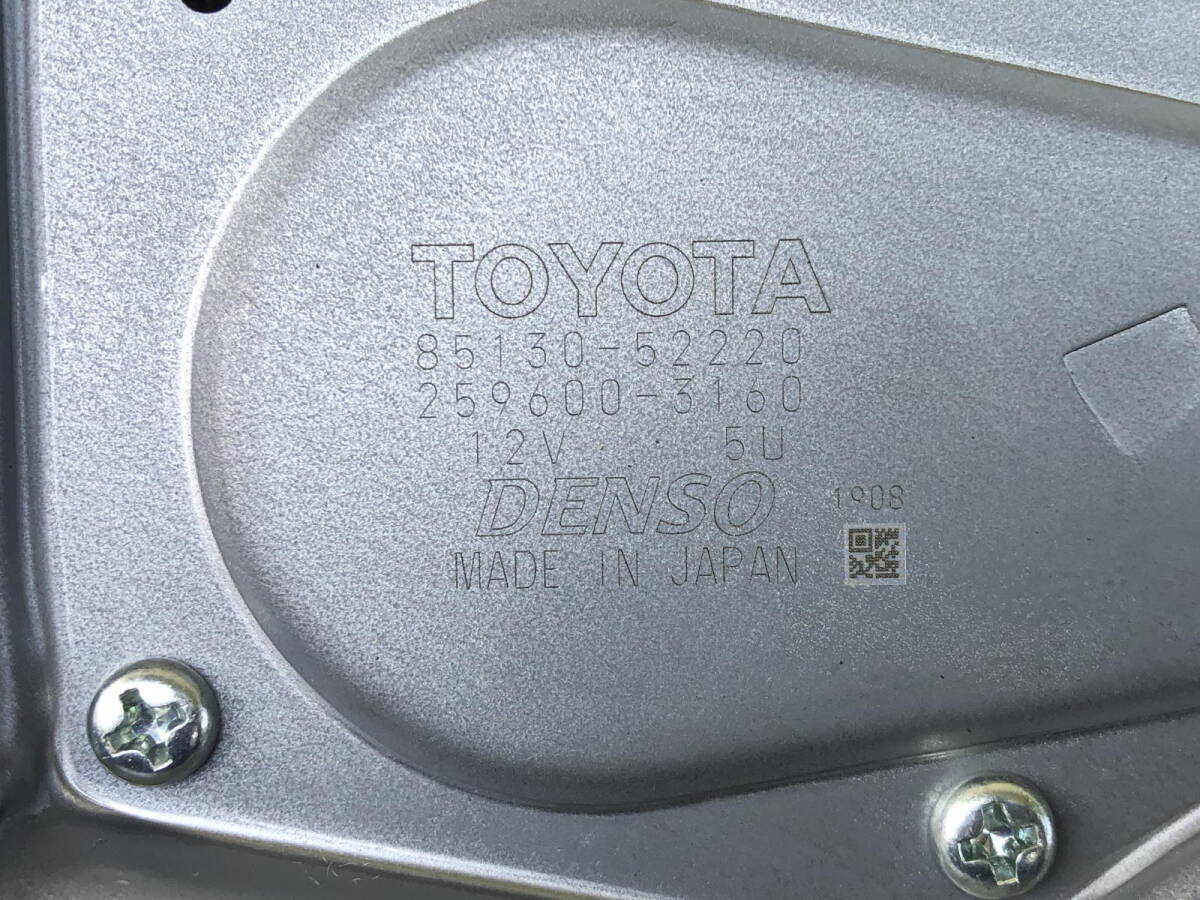 TOYOTA
85130-52220
259600-3160
12V 5U
DENSO
1908
MADE IN JAPAN